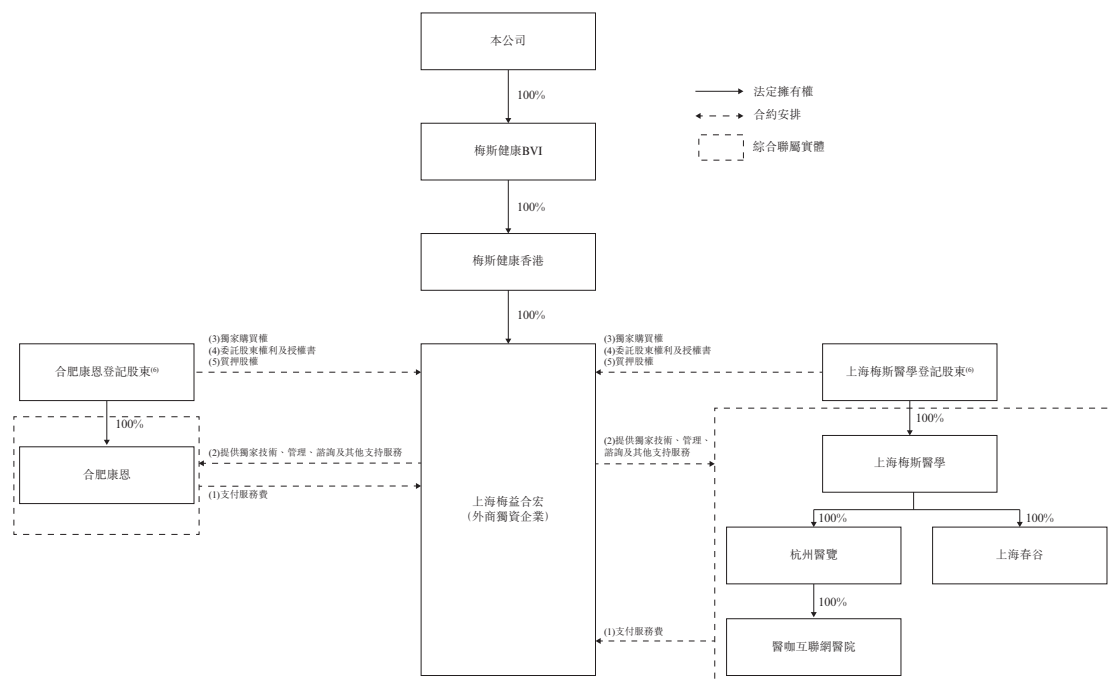 本公司
100%
法定擁有權
合約安排
梅斯健康BVI
綜合聯屬實體
100%
梅斯健康香港
100%
(3)獨家購買權
(4)委託股東權利及授權書
(5)質押股權
(3)獨家購買權
(4)委託股東權利及授權書
(5)質押股權
合肥康恩登記股東(6)
上海梅斯醫學登記股東(6)
100%
100%
(2)提供獨家技術、管理、諮詢及其他支持服務
(2)提供獨家技術、管理、
諮詢及其他支持服務
合肥康恩
上海梅斯醫學
(1)支付服務費
上海梅益合宏
(外商獨資企業)
100%
100%
杭州醫覽
上海春谷
100%
(1)支付服務費
醫咖互聯網醫院